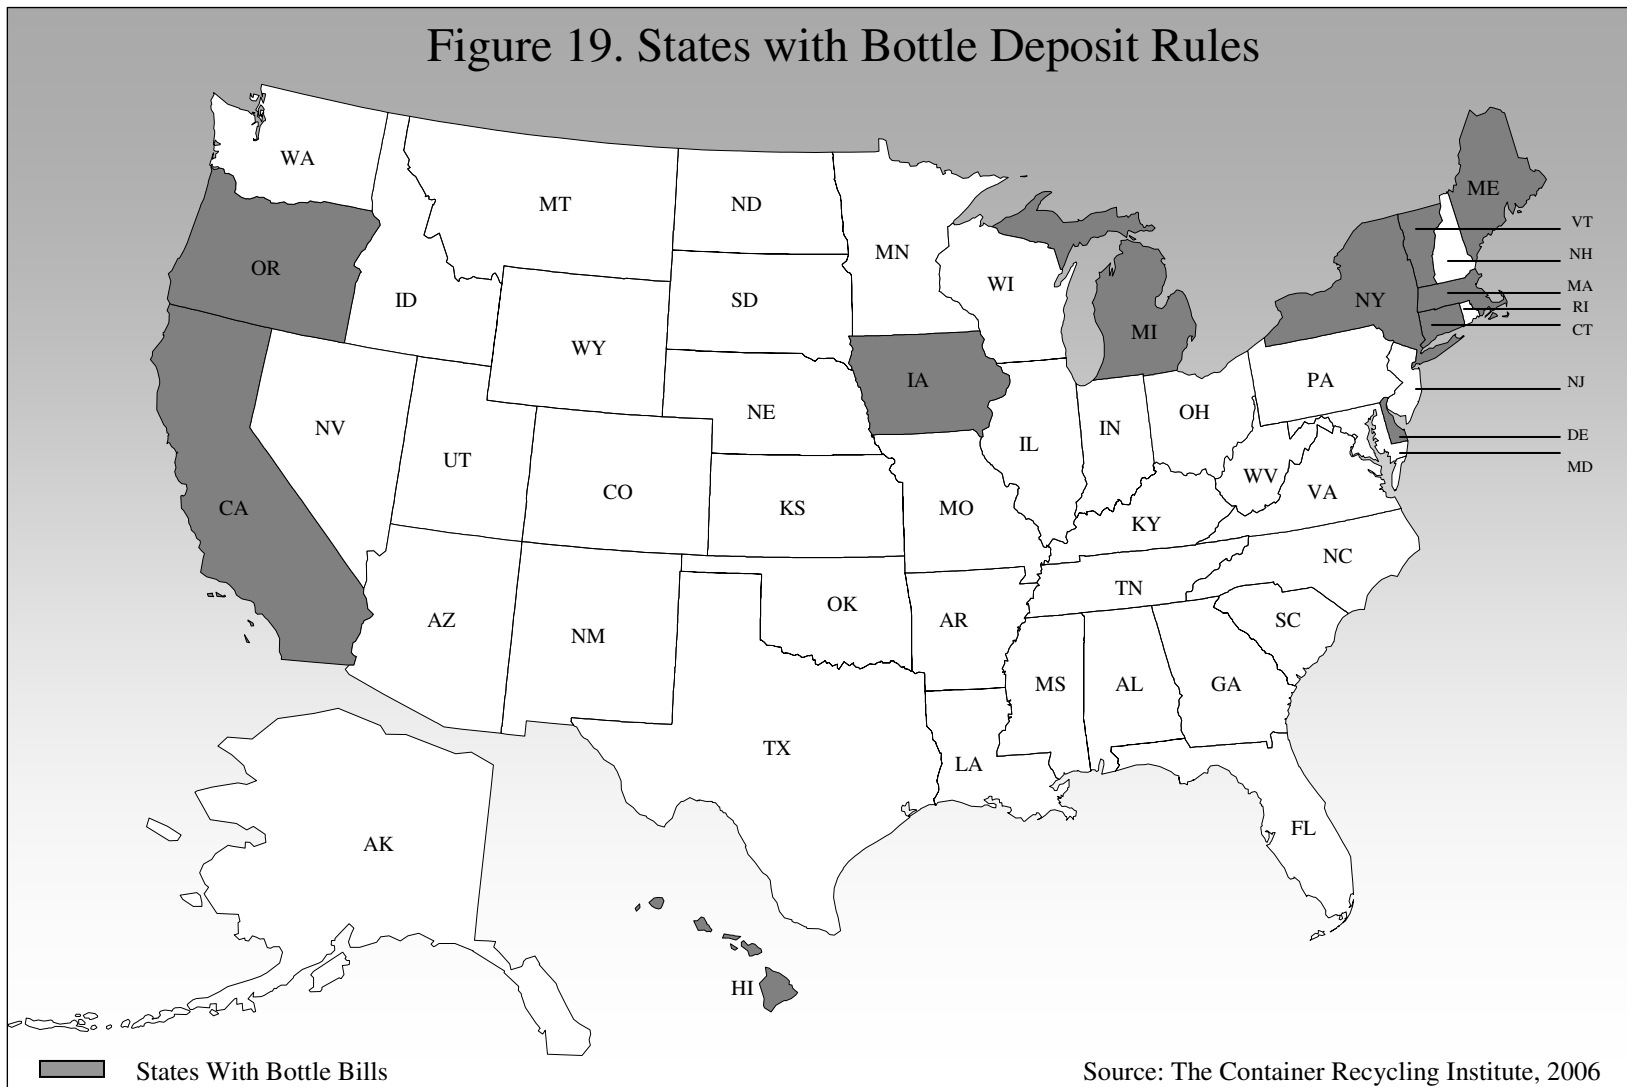 Figure 19. States with Bottle Deposit Rules
WA
MT
ND
MN
ME
VT
NH
OR
ID
SD
WI
NY
MA
RI
CT
MI
WY
IA
PA
NJ
NE
NV
UT
CO
IL
IN
OH
DE
MD
WV
VA
CA
KS
MO
KY
NC
TN
AZ
NM
OK
AR
SC
MS
AL
GA
TX
LA
FL
AK
HI
States With Bottle Bills
Source: The Container Recycling Institute, 2006